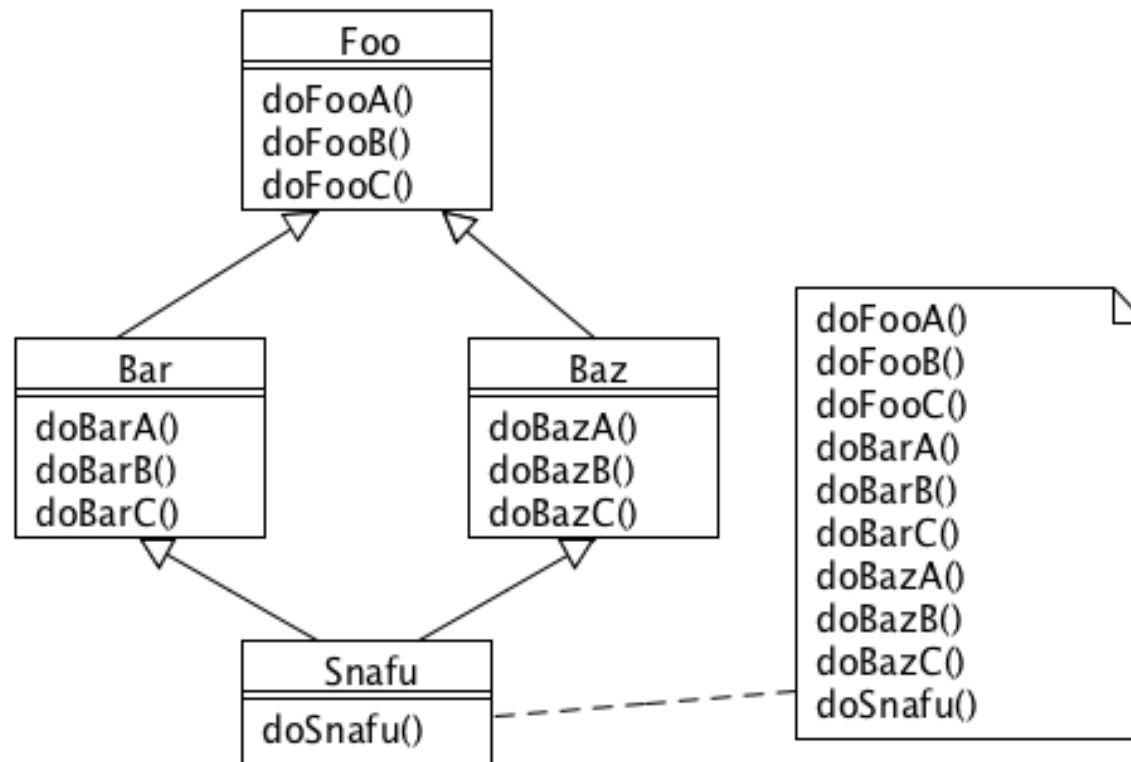 Foo
doFooA()
doFooB()
doFooC()
Bar
doBarA()
doBarB()
doBarC()
Baz
doBazA()
doBazB()
doBazC()
Snafu
doSnafu()
doFooA()
doFooB()
doFooC()
doBarA()
doBarB()
doBarC()
doBazA()
doBazB()
doBazC()
doSnafu()